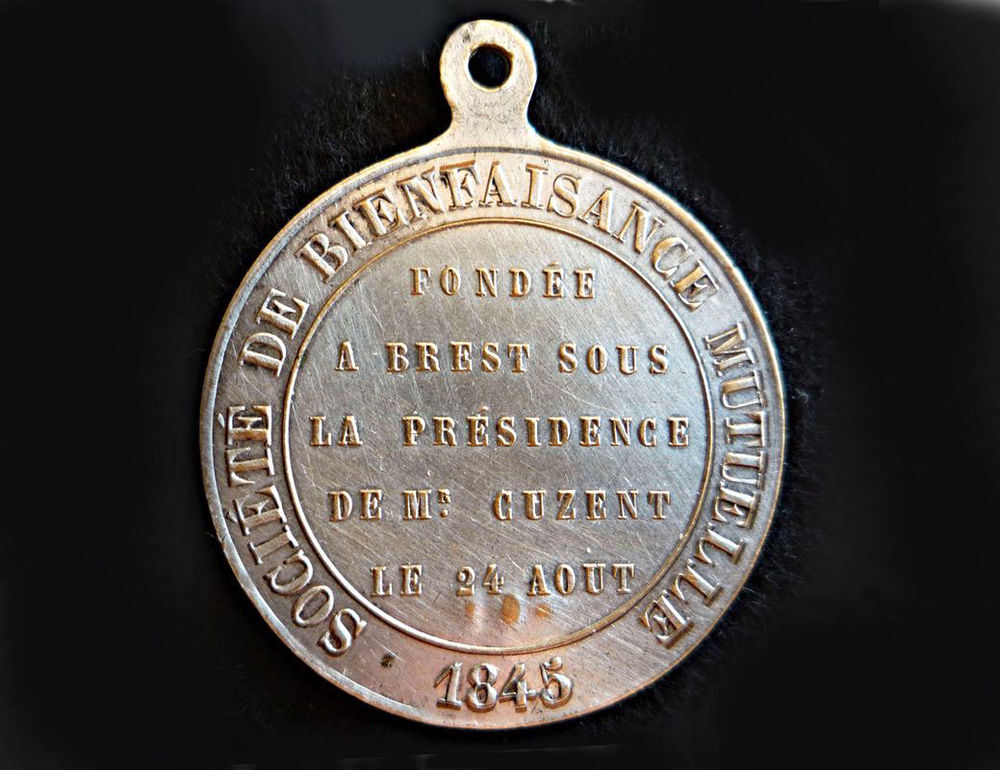 SOCIÉTÉ DE BIENFAISANCE MUTUELLE
FONDÉE
A BREST SOUS
LA PRÉSIDENCE
DE MR CUZENT
LE 24 AOUT
1845